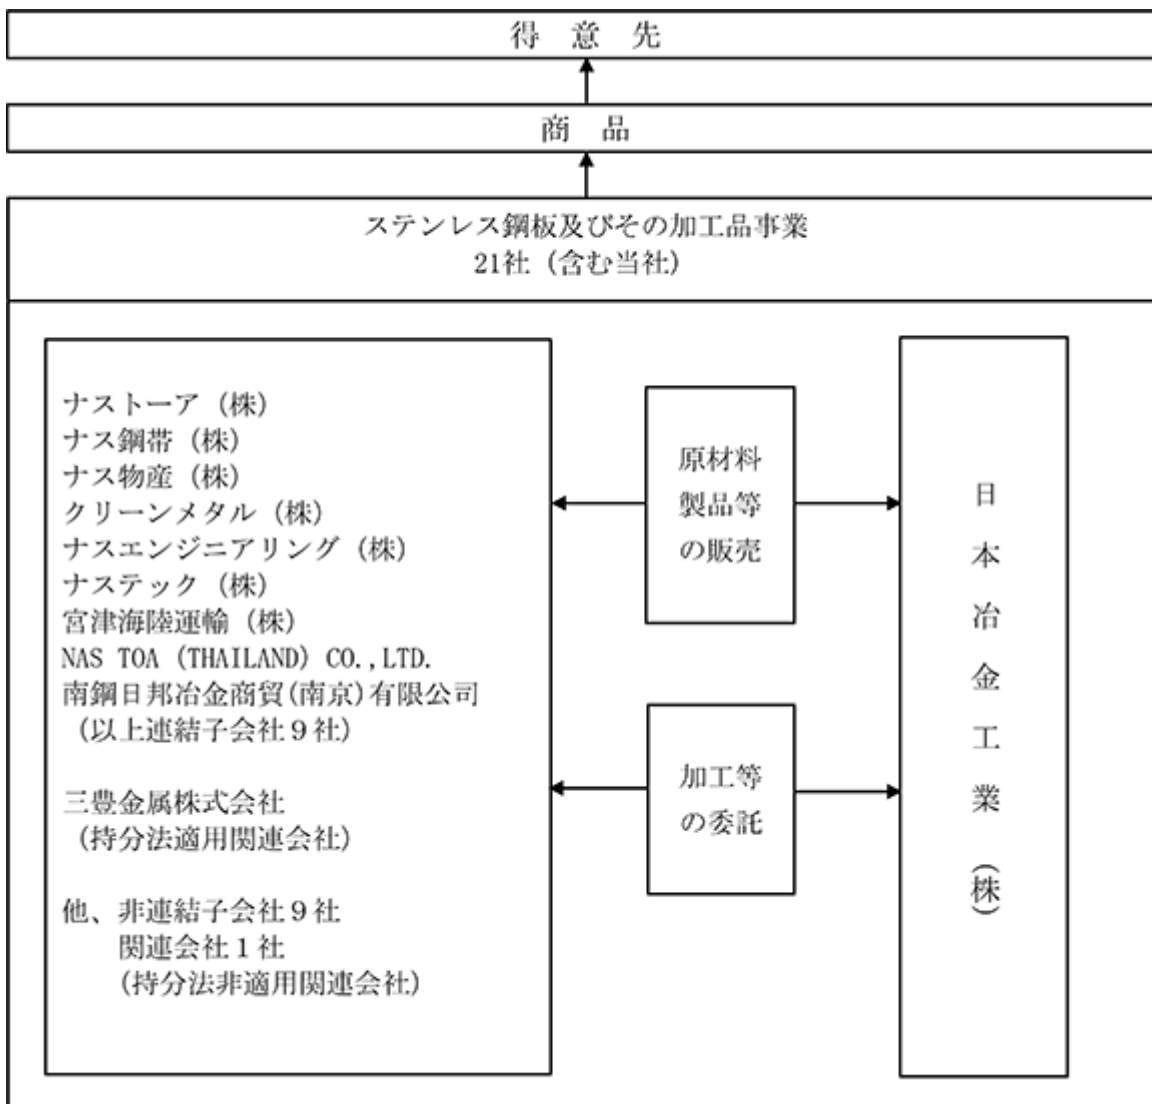 得 意 先
商 品
ステンレス鋼板及びその加工品事業
21社（含む当社）
ナストーア（株）
ナス鋼帯（株）
ナス物産（株）
クリーンメタル（株）
ナスエンジニアリング（株）
ナステック（株）
宮津海陸運輸（株）
NAS TOA (THAILAND) CO.,LTD.
南鋼日邦冶金商貿(南京)有限公司
（以上連結子会社９社）
三豊金属株式会社
（持分法適用関連会社）
他、非連結子会社９社
関連会社１社
（持分法非適用関連会社）
原材料
製品等
の販売
加工等
の委託
日本冶金工業（株）